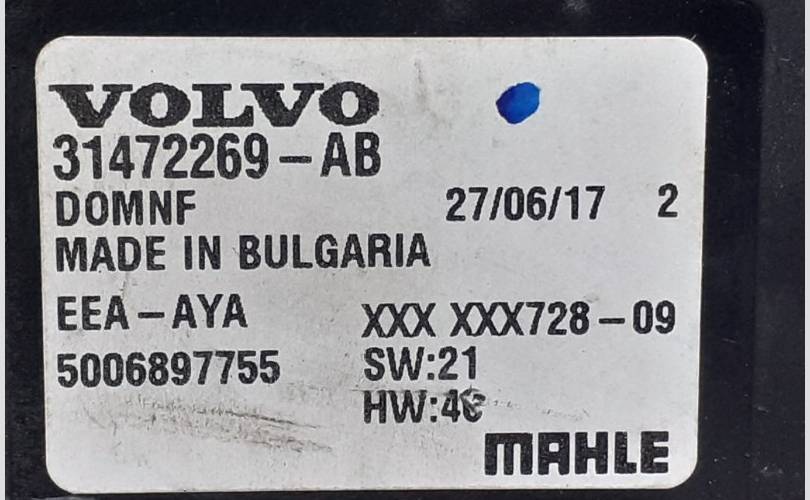 VOLVO
31472269-AB
DOMNF 27/06/17 2
MADE IN BULGARIA
EEA-AYA XXX XXX728-09
5006897755 SW:21
HW:
MAHLE